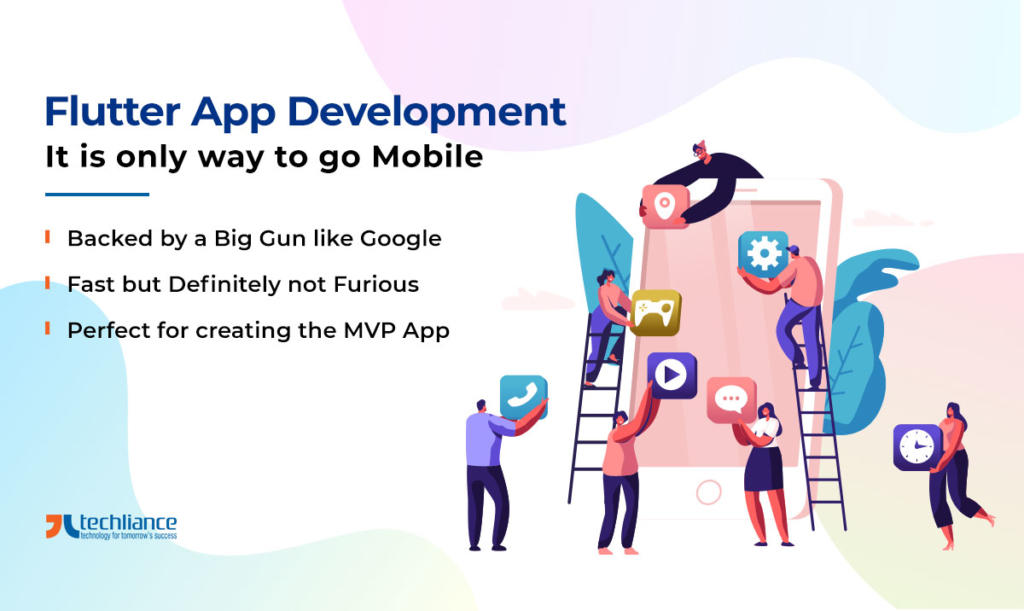 Flutter App Development
It is only way to go Mobile
Backed by a Big Gun like Google
Fast but Definitely not Furious
Perfect for creating the MVP App
techliance
technology for tomorrow's success